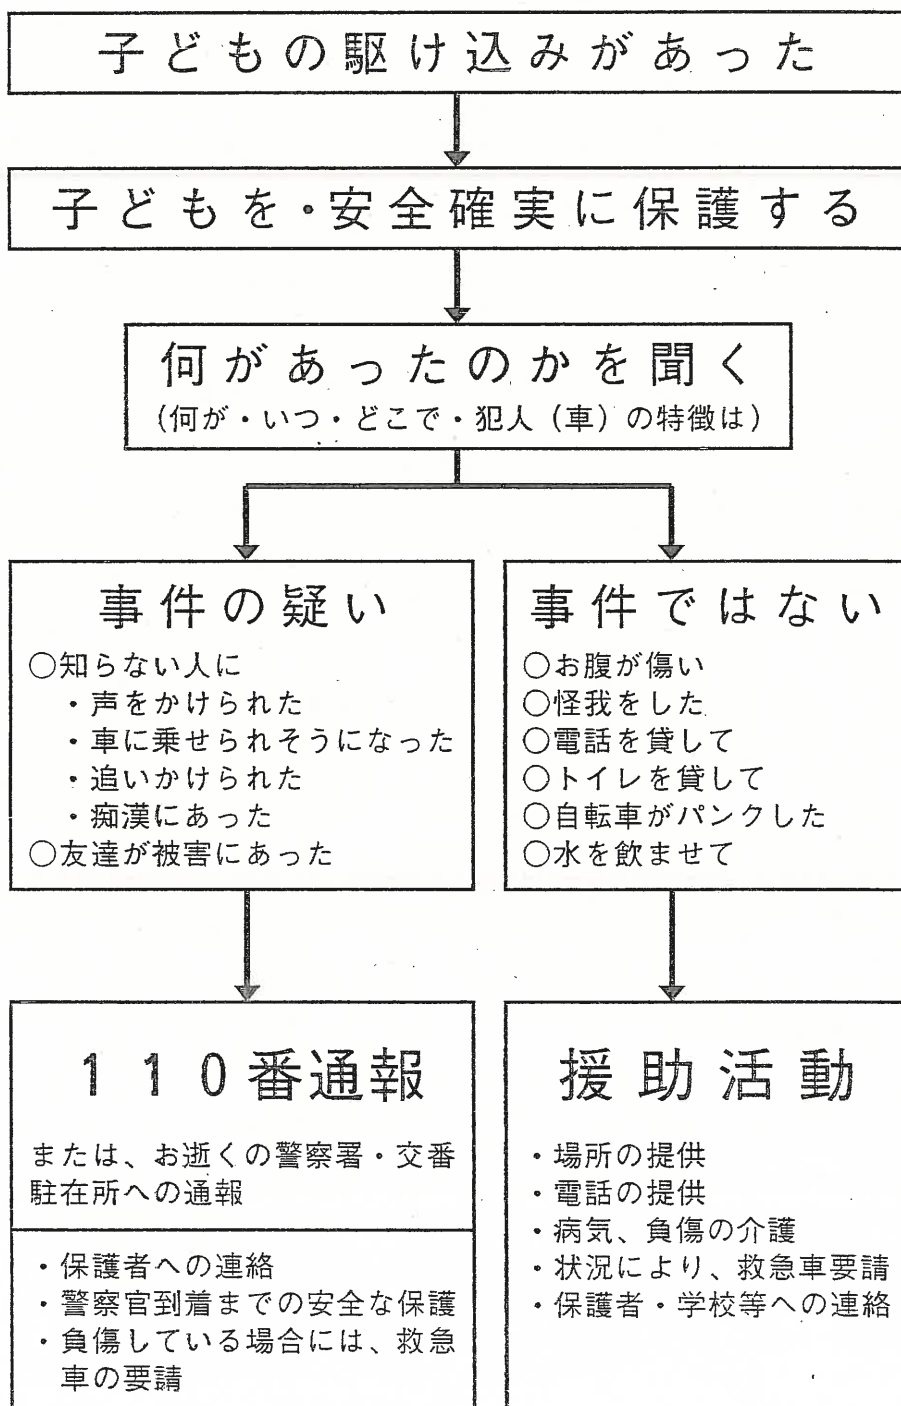 子どもの駆け込みがあった
子どもを・安全確実に保護する
何があったのかを聞く
(何が・いつ・どこで・犯人(車)の特徴は)
事件の疑い
○知らない人に
・声をかけられた
・車に乗せられそうになった
・追いかけられた
・痴漢にあった
○友達が被害にあった
事件ではない
○お腹が傷い
○怪我をした
○電話を貸して
○トイレを貸して
○自転車がパンクした
○水を飲ませて
110番通報
または、お逝くの警察署・交番
駐在所への通報
・保護者への連絡
・警察官到着までの安全な保護
・負傷している場合には、救急
車の要請
援助活動
・場所の提供
・電話の提供
・病気、負傷の介護
・状況により、救急車要請
・保護者・学校等への連絡